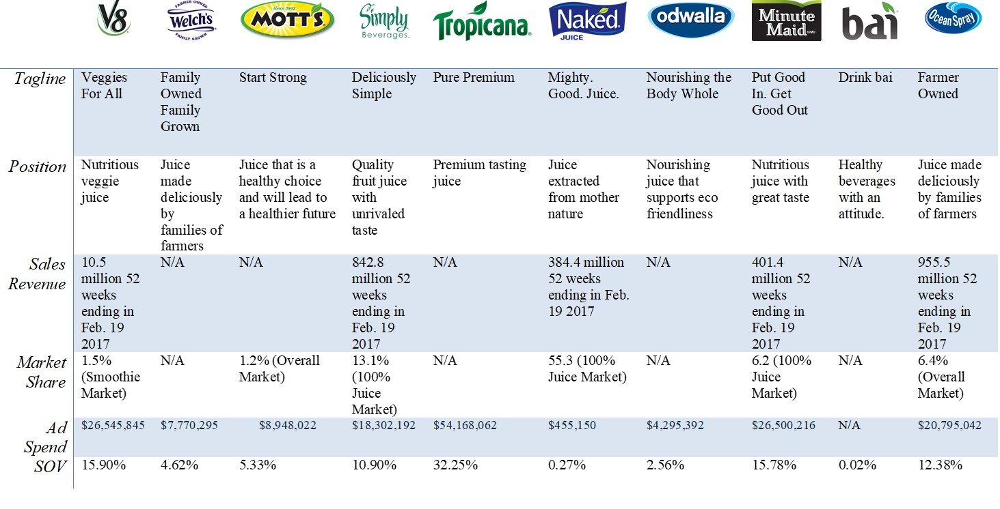 V8
FARMER OWNED
Welch's
FAMILY GROWN
since 1842
MOTT'S
Simply
Beverages
Tropicana
Naked
JUICE
odwalla
Minute
Maid
bai
Ocean Spray
Tagline
Veggies
For All
Family
Owned
Family
Grown
Start Strong
Deliciously
Simple
Pure Premium
Mighty.
Good. Juice.
Nourishing the
Body Whole
Put Good
In. Get
Good Out
Drink bai
Farmer
Owned
Position
Nutritious
veggie
juice
Juice
made
deliciously
by
families of
farmers
Juice that is a
healthy choice
and will lead to
a healthier future
Quality
fruit juice
with
unrivaled
taste
Premium tasting
juice
Juice
extracted
from mother
nature
Nourishing
juice that
supports eco
friendliness
Nutritious
juice with
great taste
Healthy
beverages
with an
attitude.
Juice made
deliciously
by families
of farmers
Sales
Revenue
10.5
million 52
weeks
ending in
Feb. 19
2017
N/A
N/A
842.8
million 52
weeks
ending in
Feb. 19
2017
N/A
384.4 million
52 weeks
ending in Feb.
19 2017
N/A
401.4
million 52
weeks
ending in
Feb. 19
2017
N/A
955.5
million 52
weeks
ending in
Feb. 19
2017
Market
Share
1.5%
(Smoothie
Market)
N/A
1.2% (Overall
Market)
13.1%
(100%
Juice
Market)
N/A
55.3 (100%
Juice Market)
N/A
6.2 (100%
Juice
Market)
N/A
6.4%
(Overall
Market)
Ad
Spend
$26,545,845
$7,770,295
$8,948,022
$18,302,192
$54,168,062
$455,150
$4,295,392
$26,500,216
N/A
$20,795,042
SOV
15.90%
4.62%
5.33%
10.90%
32.25%
0.27%
2.56%
15.78%
0.02%
12.38%